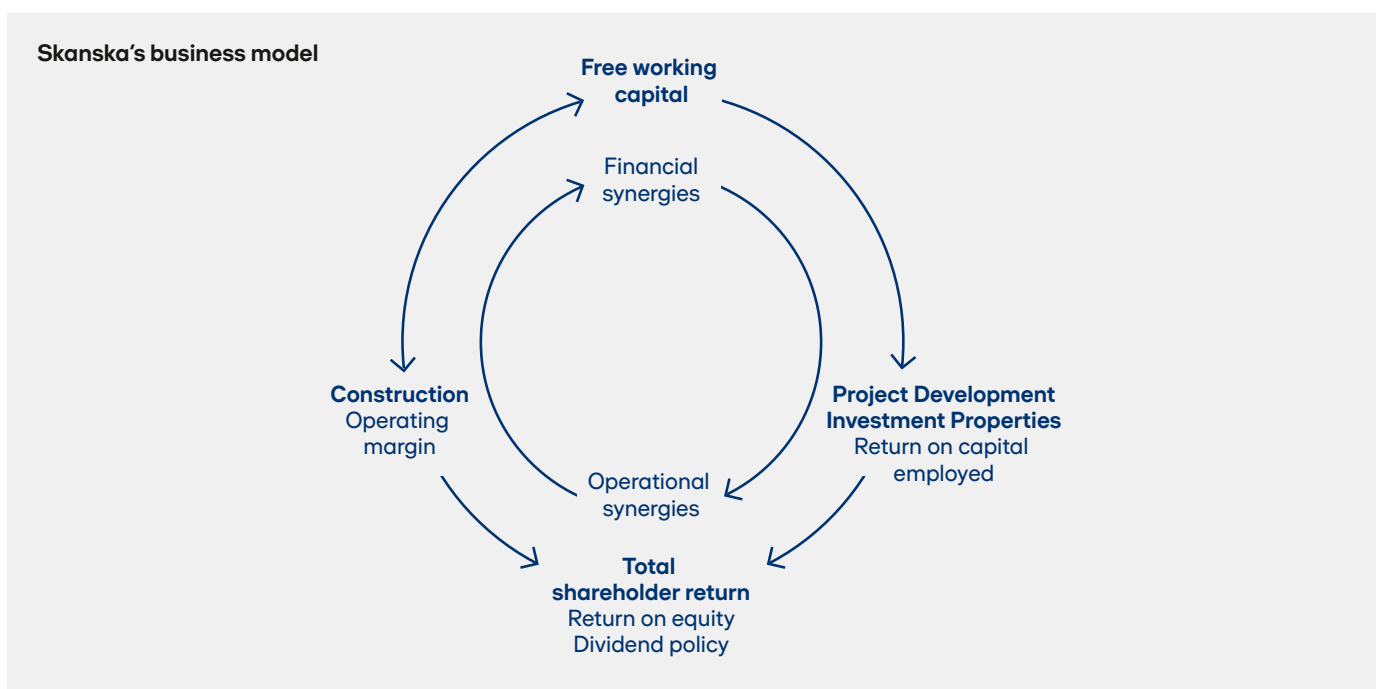 Skanska’s business model
Free working
capital
Financial
synergies
Construction
Operating
margin
Project Development
Investment Properties
Return on capital
employed
Operational
synergies
Total
shareholder return
Return on equity
Dividend policy